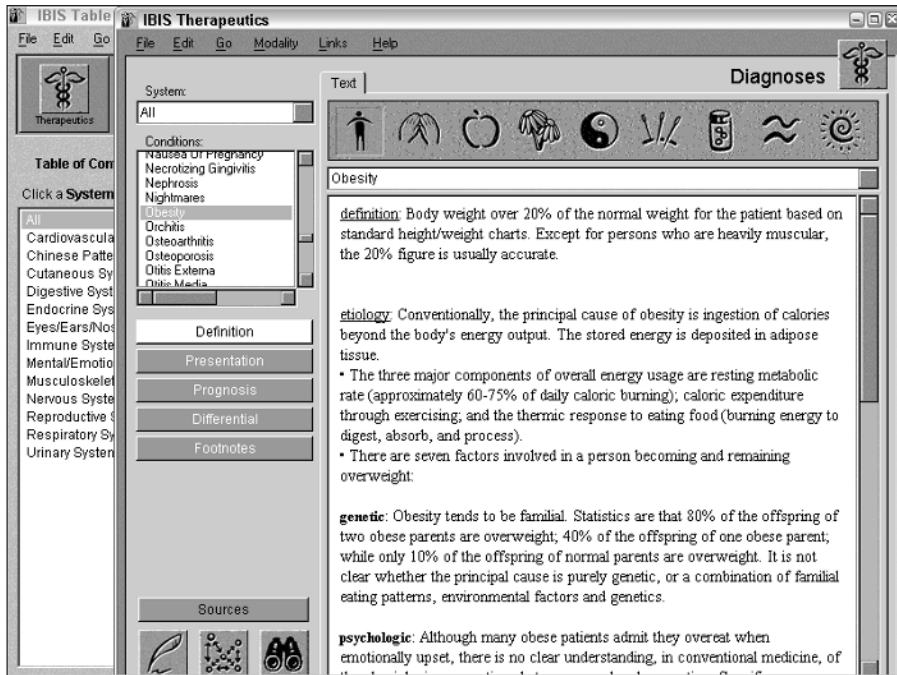 IBIS Table
File Edit Go
Therapeutics
Table of Con
Click a System
All
Cardiovascula
Chinese Patte
Cutaneous Sy
Digestive Syst
Endocrine Sys
Eyes/Ears/Nos
Immune Syste
Mental/Emotio
Musculoskelet
Nervous Syste
Reproductive S
Respiratory Sy
Urinary System
IBIS Therapeutics
File Edit Go Modality Links Help
System:
All
Conditions:
Nausea Of Pregnancy
Necrotizing Gingivitis
Nephrosis
Nightmares
Obesity
Orchitis
Osteoarthritis
Osteoporosis
Otitis Externa
Otitis Media
Definition
Presentation
Prognosis
Differential
Footnotes
Sources
Text
Diagnoses
Obesity
definition: Body weight over 20% of the normal weight for the patient based on
standard height/weight charts. Except for persons who are heavily muscular,
the 20% figure is usually accurate.
etiology: Conventionally, the principal cause of obesity is ingestion of calories
beyond the body's energy output. The stored energy is deposited in adipose
tissue.
• The three major components of overall energy usage are resting metabolic
rate (approximately 60-75% of daily caloric burning); caloric expenditure
through exercising; and the thermic response to eating food (burning energy to
digest, absorb, and process).
• There are seven factors involved in a person becoming and remaining
overweight:
genetic: Obesity tends to be familial. Statistics are that 80% of the offspring of
two obese parents are overweight; 40% of the offspring of one obese parent;
while only 10% of the offspring of normal parents are overweight. It is not
clear whether the principal cause is purely genetic, or a combination of familial
eating patterns, environmental factors and genetics.
psychologic: Although many obese patients admit they overeat when
emotionally upset, there is no clear understanding, in conventional medicine, of